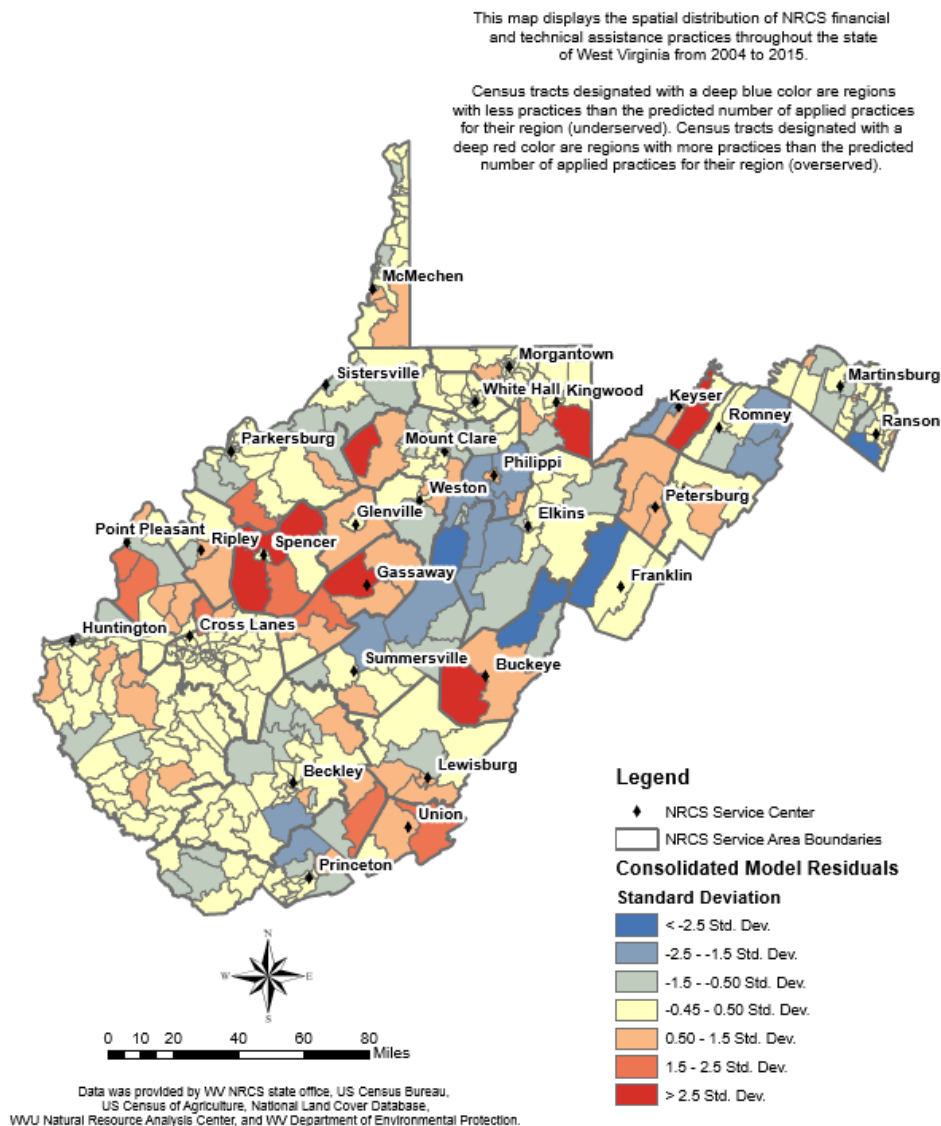 This map displays the spatial distribution of NRCS financial
and technical assistance practices throughout the state
of West Virginia from 2004 to 2015.
Census tracts designated with a deep blue color are regions
with less practices than the predicted number of applied practices
for their region (underserved). Census tracts designated with a
deep red color are regions with more practices than the predicted
number of applied practices for their region (overserved).
McMechen
Morgantown
Sistersville
White Hall
Kingwood
Keyser
Martinsburg
Romney
Ranson
Parkersburg
Mount Clare
Philippi
Weston
Petersburg
Glenville
Elkins
Point Pleasant
Ripley
Spencer
Gassaway
Franklin
Huntington
Cross Lanes
Summersville
Buckeye
Beckley
Lewisburg
Union
Princeton
Legend
NRCS Service Center
NRCS Service Area Boundaries
Consolidated Model Residuals
Standard Deviation
< -2.5 Std. Dev.
-2.5 - -1.5 Std. Dev.
-1.5 - -0.50 Std. Dev.
-0.45 - 0.50 Std. Dev.
0.50 - 1.5 Std. Dev.
1.5 - 2.5 Std. Dev.
> 2.5 Std. Dev.
N
W E
S
0 10 20 40 60 80
Miles
Data was provided by WV NRCS state office, US Census Bureau,
US Census of Agriculture, National Land Cover Database,
WVU Natural Resource Analysis Center, and WV Department of Environmental Protection.